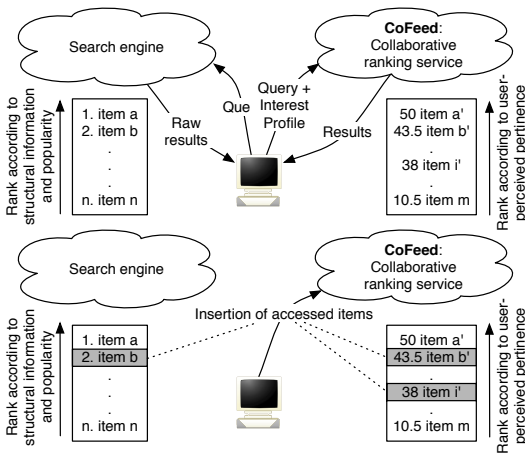 Search engine
CoFeed:
Collaborative
ranking service
Rank according to
structural information
and popularity
1. item a
2. item b
.
.
.
n. item n
Raw
results
Que
Query +
Interest
Profile
Results
50 item a'
43.5 item b'
.
38 item i'
.
10.5 item m
Rank according to user-
perceived pertinence
Search engine
CoFeed:
Collaborative
ranking service
Insertion of accessed items
Rank according to
structural information
and popularity
1. item a
2. item b
.
.
.
n. item n
50 item a'
43.5 item b'
.
38 item i'
.
10.5 item m
Rank according to user-
perceived pertinence